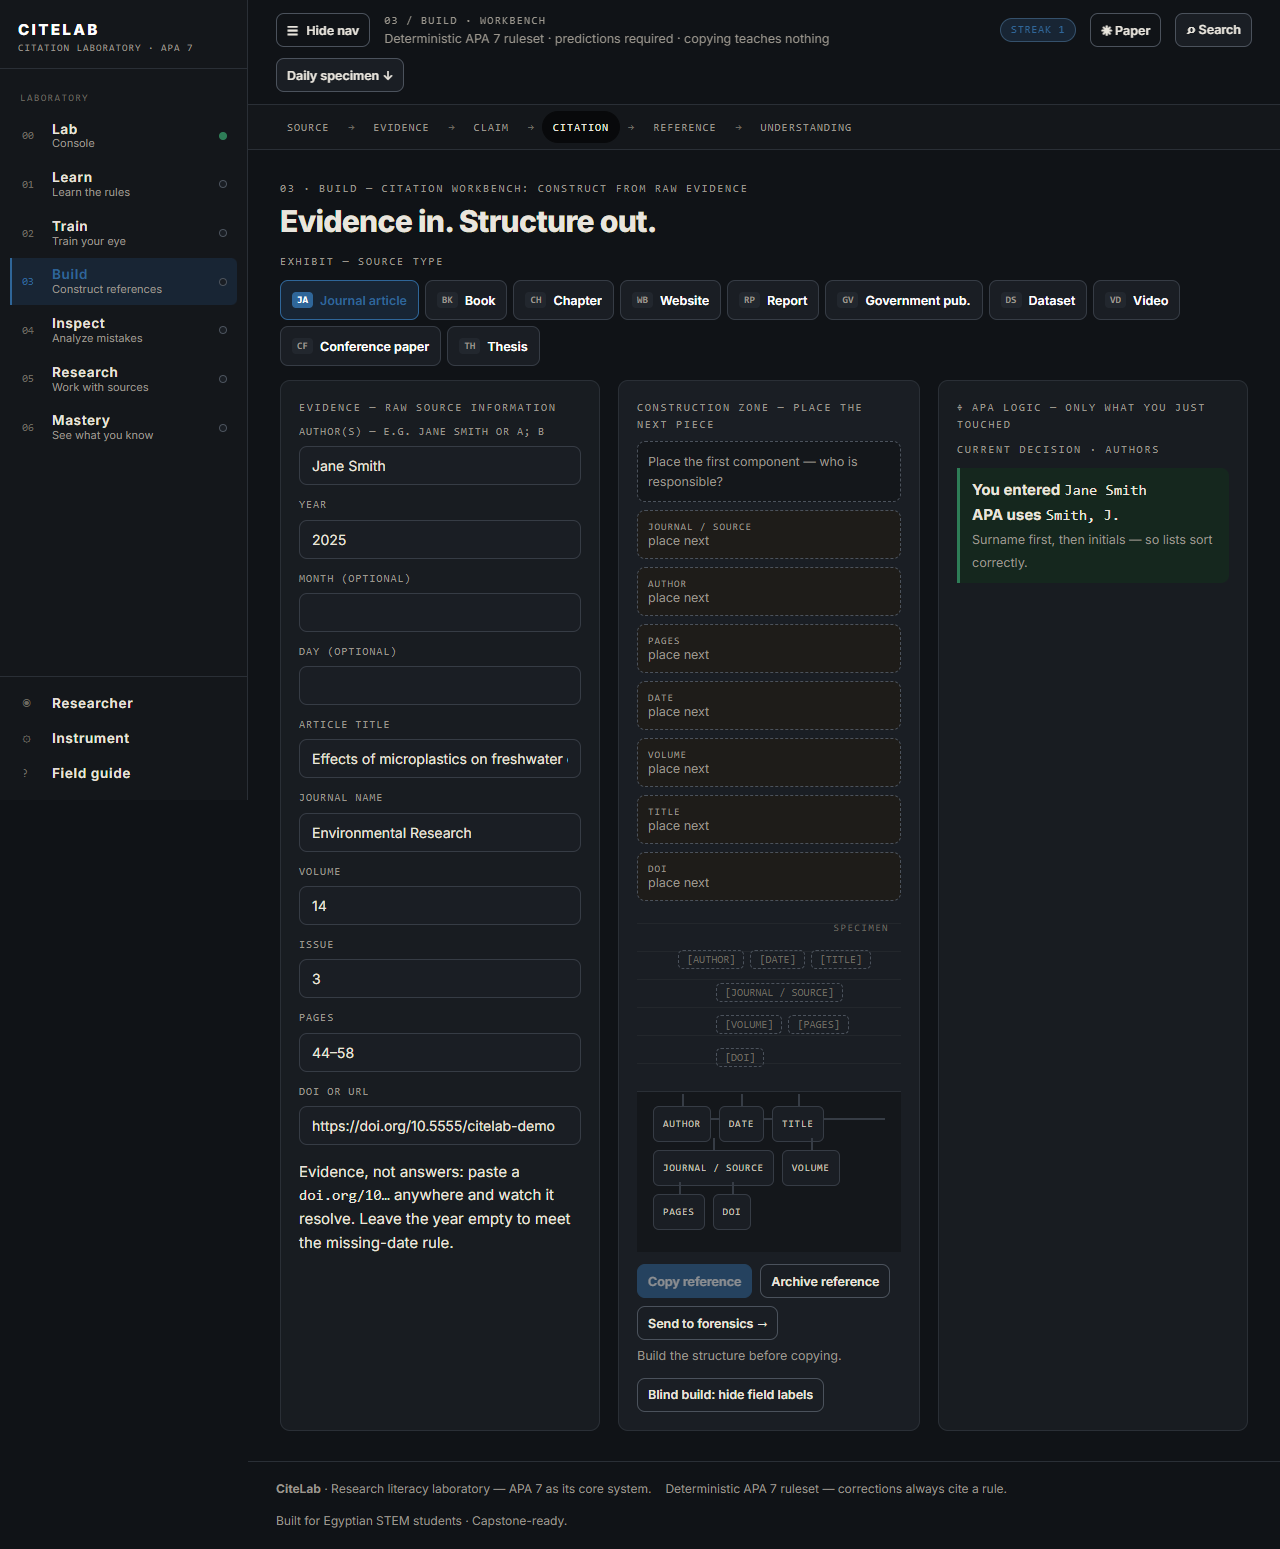 CITELAB
CITATION LABORATORY · APA 7
LABORATORY
00 Lab
Console
01 Learn
Learn the rules
02 Train
Train your eye
03 Build
Construct references
04 Inspect
Analyze mistakes
05 Research
Work with sources
06 Mastery
See what you know
Researcher
Instrument
? Field guide
☰ Hide nav
03 / BUILD · WORKBENCH
Deterministic APA 7 ruleset · predictions required · copying teaches nothing
STREAK 1
Paper
Search
Daily specimen ↓
SOURCE → EVIDENCE → CLAIM → CITATION → REFERENCE → UNDERSTANDING
03 · BUILD — CITATION WORKBENCH: CONSTRUCT FROM RAW EVIDENCE
Evidence in. Structure out.
EXHIBIT — SOURCE TYPE
JA Journal article
BK Book
CH Chapter
WB Website
RP Report
GV Government pub.
DS Dataset
VD Video
CF Conference paper
TH Thesis
EVIDENCE — RAW SOURCE INFORMATION
AUTHOR(S) — E.G. JANE SMITH OR A; B
Jane Smith
YEAR
2025
MONTH (OPTIONAL)
DAY (OPTIONAL)
ARTICLE TITLE
Effects of microplastics on freshwater
JOURNAL NAME
Environmental Research
VOLUME
14
ISSUE
3
PAGES
44–58
DOI OR URL
https://doi.org/10.5555/citelab-demo
Evidence, not answers: paste a
doi.org/10… anywhere and watch it
resolve. Leave the year empty to meet
the missing-date rule.
CONSTRUCTION ZONE — PLACE THE
NEXT PIECE
Place the first component — who is
responsible?
JOURNAL / SOURCE
place next
AUTHOR
place next
PAGES
place next
DATE
place next
VOLUME
place next
TITLE
place next
DOI
place next
SPECIMEN
[AUTHOR] [DATE] [TITLE]
[JOURNAL / SOURCE]
[VOLUME] [PAGES]
[DOI]
AUTHOR DATE TITLE
JOURNAL / SOURCE VOLUME
PAGES DOI
Copy reference
Archive reference
Send to forensics →
Build the structure before copying.
Blind build: hide field labels
APA LOGIC — ONLY WHAT YOU JUST
TOUCHED
CURRENT DECISION · AUTHORS
You entered Jane Smith
APA uses Smith, J.
Surname first, then initials — so lists sort
correctly.
CiteLab · Research literacy laboratory — APA 7 as its core system. Deterministic APA 7 ruleset — corrections always cite a rule.
Built for Egyptian STEM students · Capstone-ready.